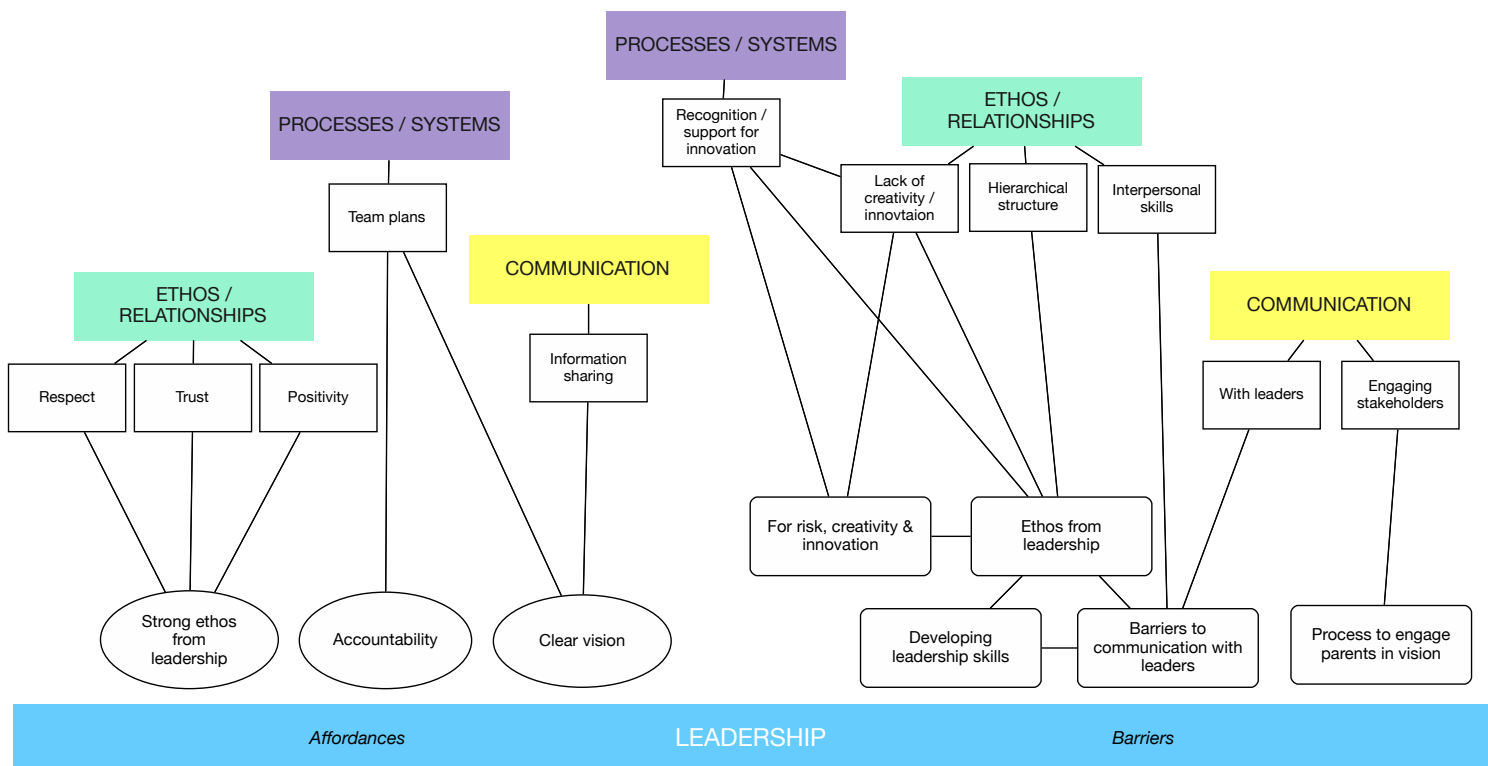 PROCESSES / SYSTEMS
Recognition /
support for
innovation
ETHOS /
RELATIONSHIPS
Lack of
creativity /
innovtaion
Hierarchical
structure
Interpersonal
skills
PROCESSES / SYSTEMS
Team plans
COMMUNICATION
Information
sharing
ETHOS /
RELATIONSHIPS
Respect
Trust
Positivity
COMMUNICATION
With leaders
Engaging
stakeholders
For risk, creativity &
innovation
Ethos from
leadership
Strong ethos
from
leadership
Accountability
Clear vision
Developing
leadership skills
Barriers to
communication with
leaders
Process to engage
parents in vision
Affordances
LEADERSHIP
Barriers